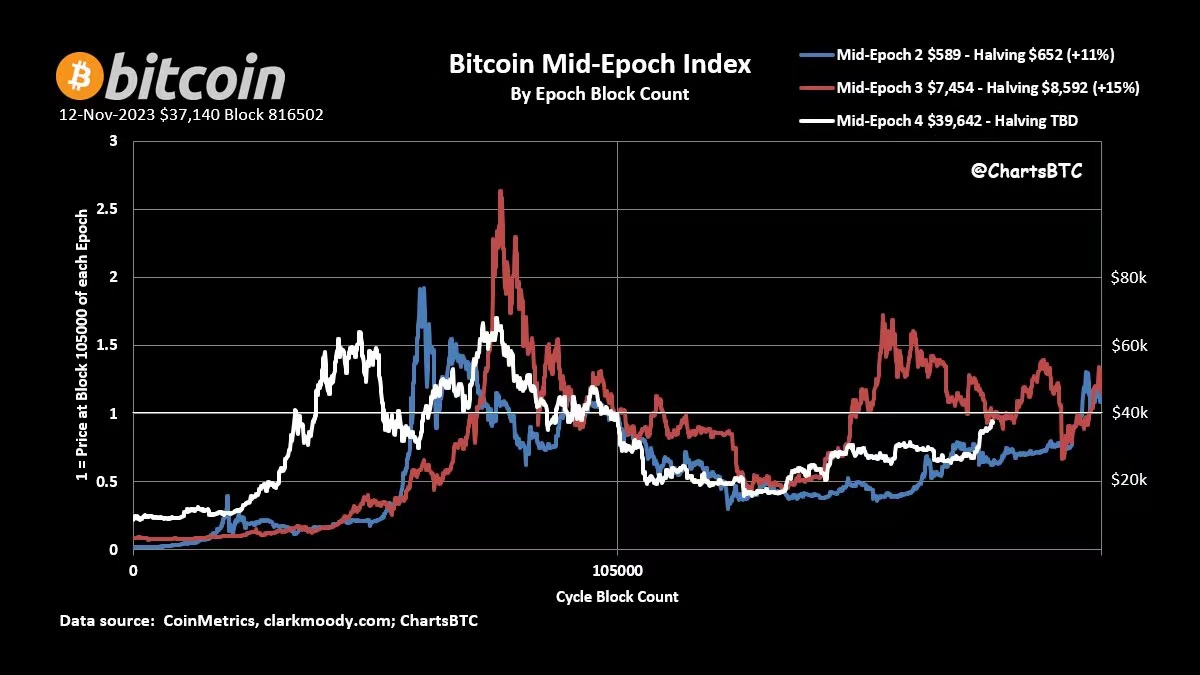 bitcoin
12-Nov-2023 $37,140 Block 816502
Bitcoin Mid-Epoch Index
By Epoch Block Count
Mid-Epoch 2 $589 - Halving $652 (+11%)
Mid-Epoch 3 $7,454 - Halving $8,592 (+15%)
Mid-Epoch 4 $39,642 - Halving TBD
@ChartsBTC
1 = Price at Block 105000 of each Epoch
3
2.5
2
1.5
1
0.5
0
$80k
$60k
$40k
$20k
0
105000
Cycle Block Count
Data source: CoinMetrics, clarkmoody.com; ChartsBTC